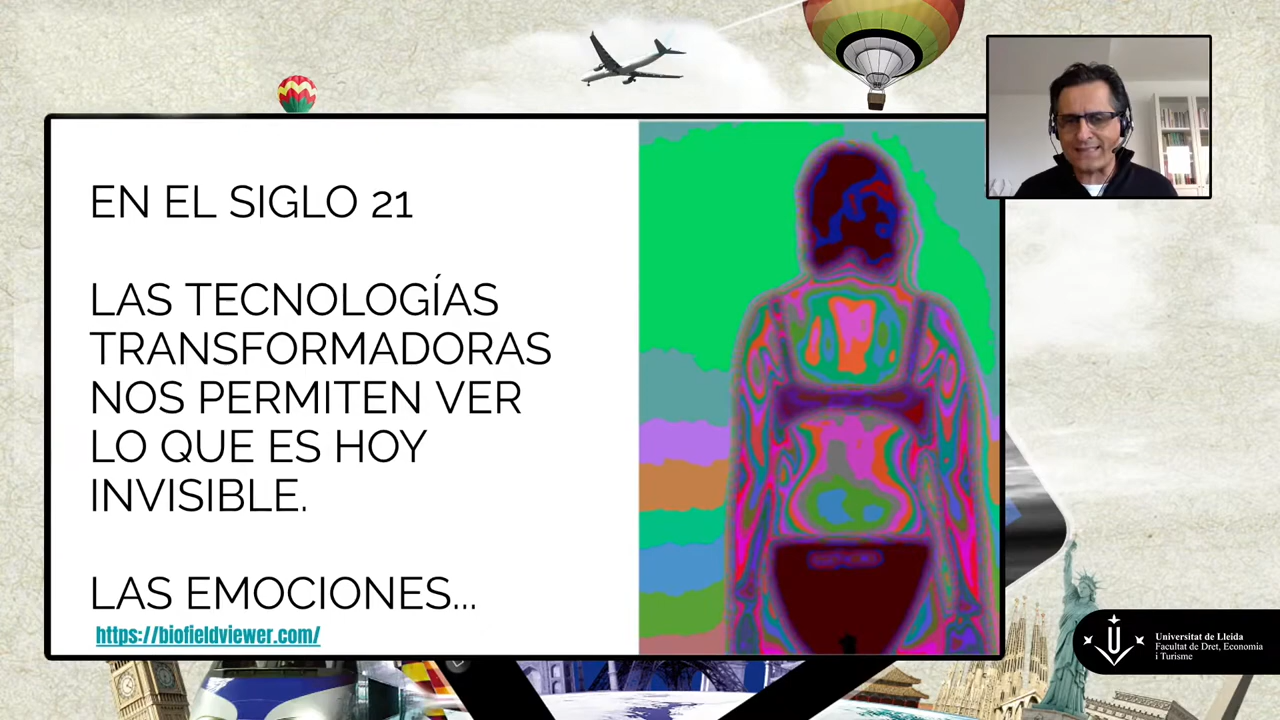 EN EL SIGLO 21
LAS TECNOLOGÍAS
TRANSFORMADORAS
NOS PERMITEN VER
LO QUE ES HOY
INVISIBLE.
LAS EMOCIONES...
https://biofieldviewer.com/
U
Universitat de Lleida
Facultat de Dret, Economia
i Turisme